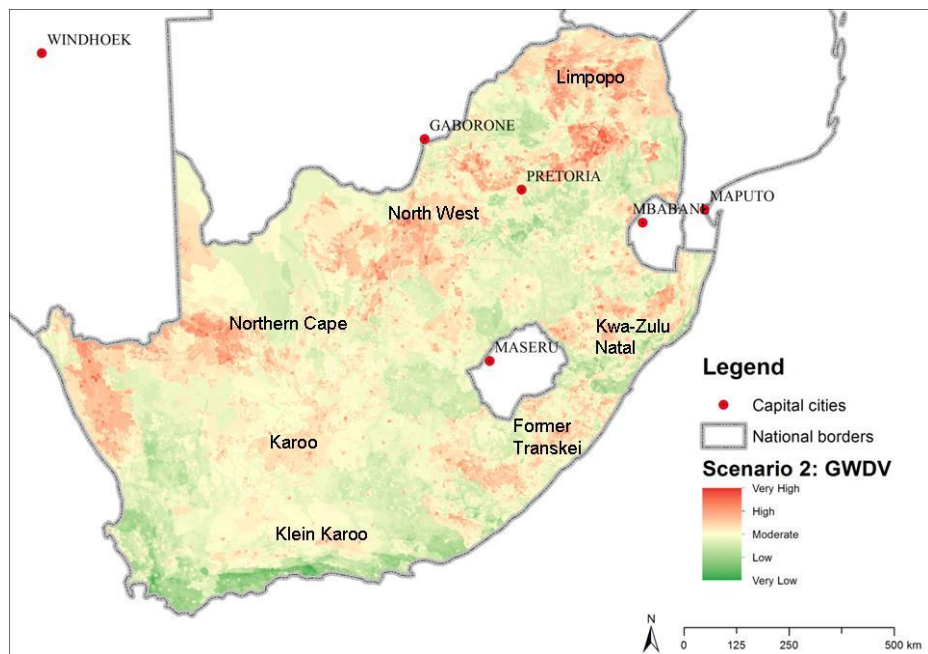 WINDHOEK
Limpopo
GABORONE
PRETORIA
MAPUTO
MBABANE
North West
Northern Cape
Kwa-Zulu
Natal
MASERU
Former
Transkei
Karoo
Klein Karoo
Legend
Capital cities
National borders
Scenario 2: GWDV
Very High
High
Moderate
Low
Very Low
N
0 125 250 500 km